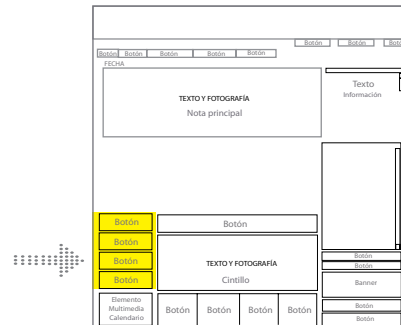 Botón
Botón
Botón
Botón Botón Botón Botón Botón
FECHA
TEXTO Y FOTOGRAFÍA
Nota principal
Texto
Información
Botón
Botón
Botón
Botón
Botón
TEXTO Y FOTOGRAFÍA
Cintillo
Botón
Botón
Banner
Elemento
Multimedia
Calendario
Botón Botón Botón Botón
Botón
Botón